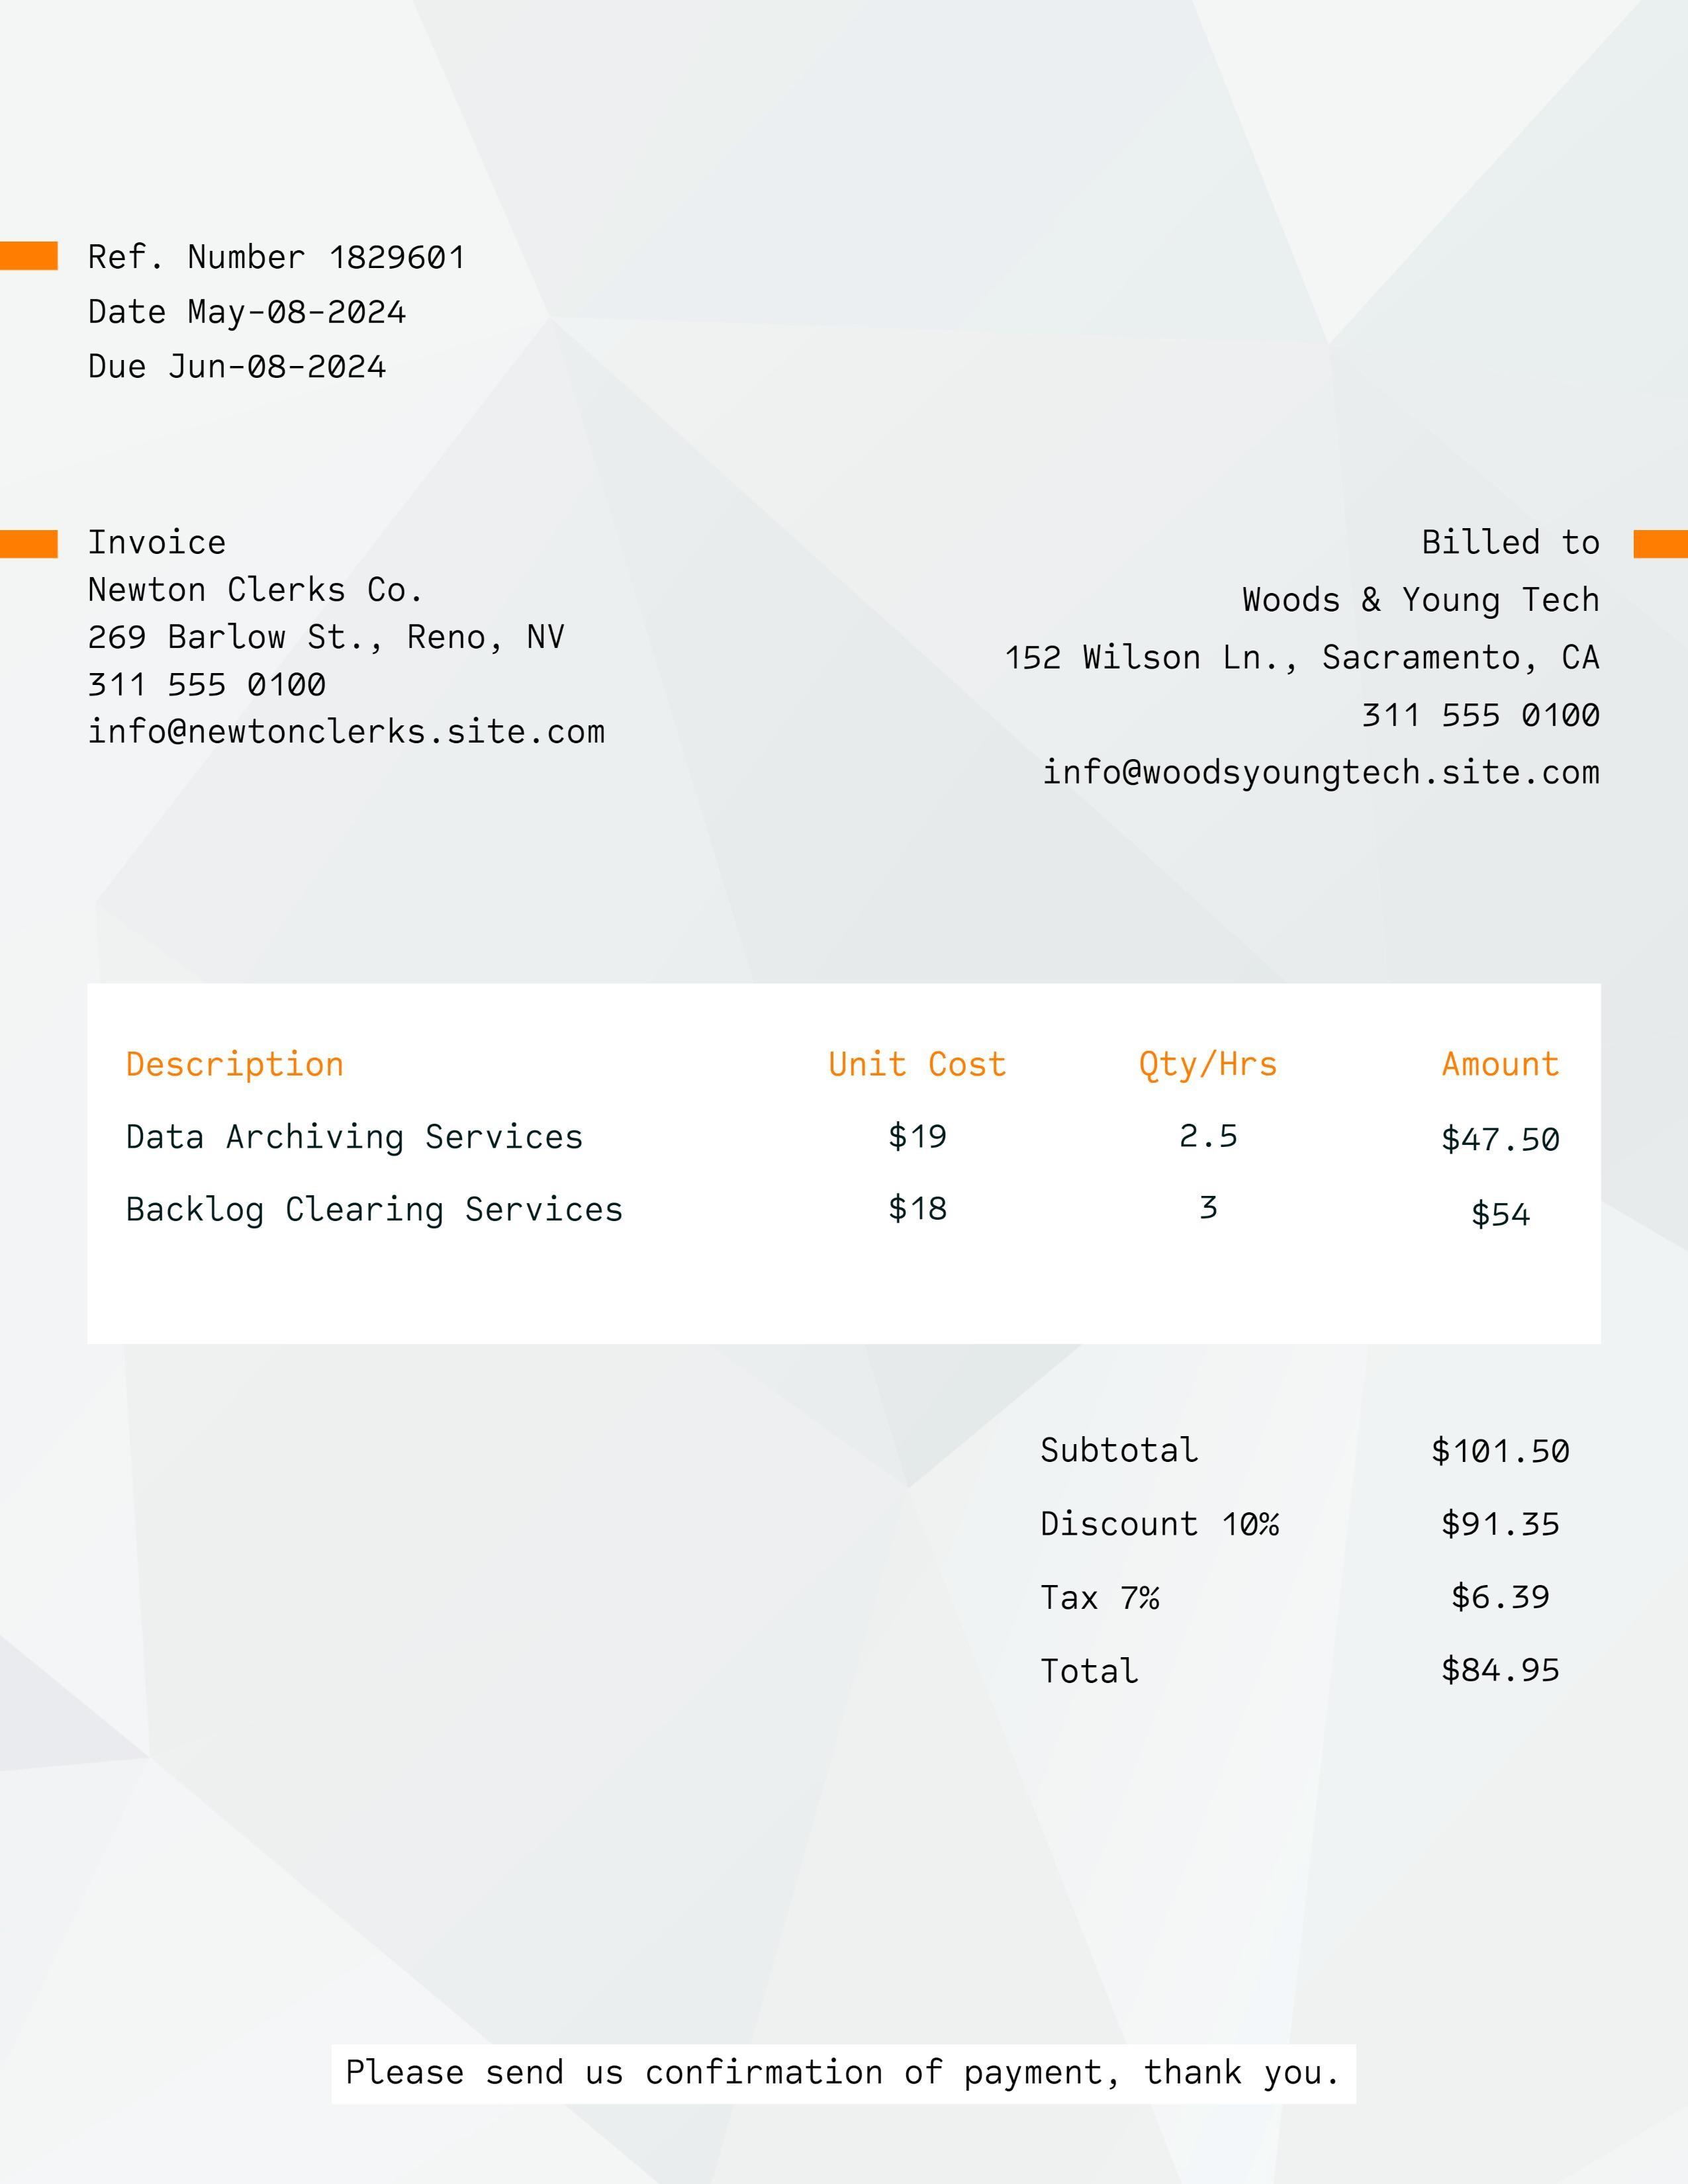 Ref. Number 1829601
Date May-08-2024
Due Jun-08-2024
Invoice
Newton Clerks Co.
269 Barlow St., Reno, NV
311 555 0100
info@newtonclerks.site.com
Billed to
Woods & Young Tech
152 Wilson Ln., Sacramento, CA
311 555 0100
info@woodsyoungtech.site.com
Description Unit Cost Qty/Hrs Amount
Data Archiving Services $19 2.5 $47.50
Backlog Clearing Services $18 3 $54
Subtotal $101.50
Discount 10% $91.35
Tax 7% $6.39
Total $84.95
Please send us confirmation of payment, thank you.